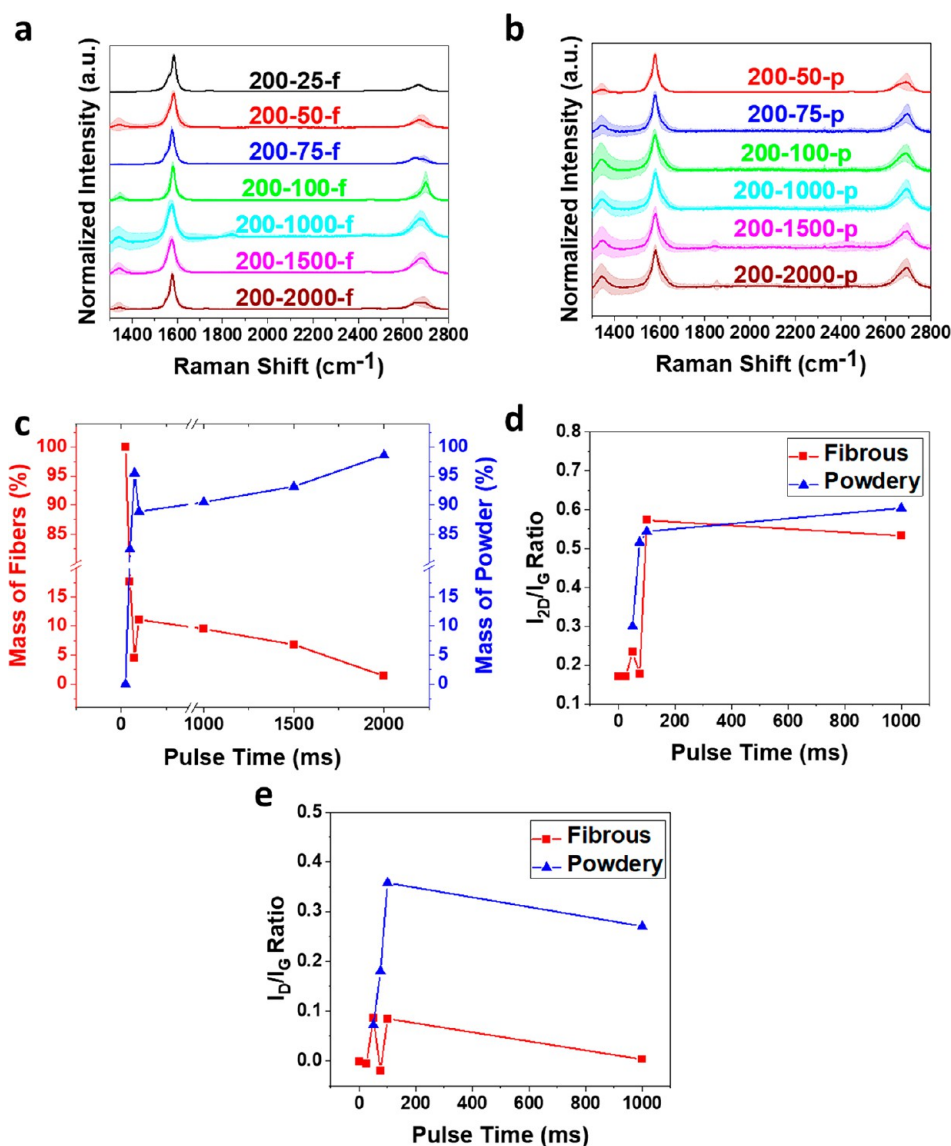 a
Normalized Intensity (a.u.)
200-25-f
200-50-f
200-75-f
200-100-f
200-1000-f
200-1500-f
200-2000-f
1400 1600 1800 2000 2200 2400 2600 2800
Raman Shift (cm⁻¹)
b
Normalized Intensity (a.u.)
200-50-p
200-75-p
200-100-p
200-1000-p
200-1500-p
200-2000-p
1400 1600 1800 2000 2200 2400 2600 2800
Raman Shift (cm⁻¹)
c
Mass of Fibers (%)
100
95
90
85
15
10
5
0
0 1000 1500 2000
Pulse Time (ms)
100
95
90
85
15
10
5
0
Mass of Powder (%)
d
I2D/IG Ratio
0.8
0.7
0.6
0.5
0.4
0.3
0.2
0.1
Fibrous
Powdery
0 200 400 600 800 1000
Pulse Time (ms)
e
ID/IG Ratio
0.5
0.4
0.3
0.2
0.1
0.0
Fibrous
Powdery
0 200 400 600 800 1000
Pulse Time (ms)